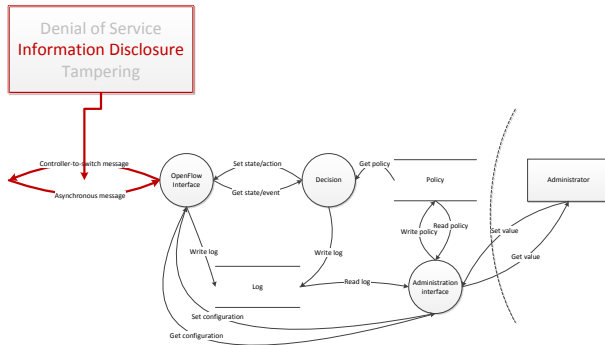 Denial of Service
Information Disclosure
Tampering
Controller-to-switch message
Asynchronous message
OpenFlow
Interface
Set state/action
Get state/event
Decision
Get policy
Policy
Administrator
Write log
Write log
Write policy
Read policy
Set value
Get value
Log
Read log
Administration
interface
Set configuration
Get configuration